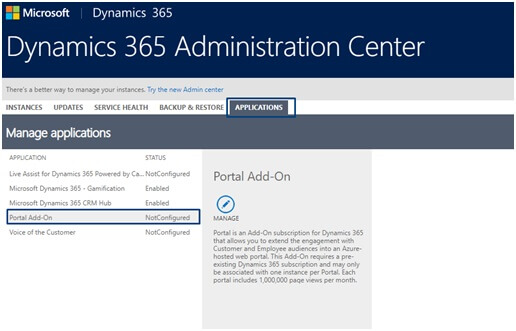 Microsoft | Dynamics 365
Dynamics 365 Administration Center
There's a better way to manage your instances. Try the new Admin center
INSTANCES UPDATES SERVICE HEALTH BACKUP & RESTORE APPLICATIONS
Manage applications
APPLICATION STATUS
Live Assist for Dynamics 365 Powered by Ca... NotConfigured
Microsoft Dynamics 365 - Gamification Enabled
Microsoft Dynamics 365 CRM Hub Enabled
Portal Add-On NotConfigured
Voice of the Customer NotConfigured
Portal Add-On
MANAGE
Portal is an Add-On subscription for Dynamics 365
that allows you to extend the engagement with
Customer and Employee audiences into an Azure-
hosted web portal. This Add-On requires a pre-
existing Dynamics 365 subscription and may only
be associated with one instance per Portal. Each
portal includes 1,000,000 page views per month.